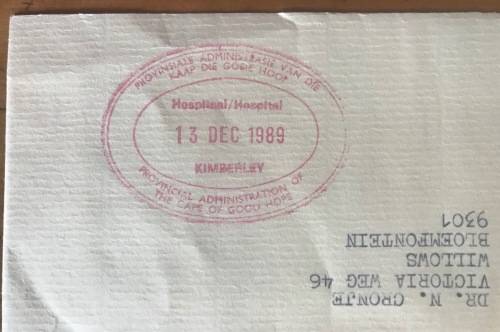 PROVINSIALE ADMINISTRASIE VAN DIE
KAAP DIE GOEIE HOOP
Hospitaal/Hospital
13 DEC 1989
KIMBERLEY
PROVINCIAL ADMINISTRATION OF
THE CAPE OF GOOD HOPE
DR. N. CRONJE
VICTORIA WEG 46
WILLOWS
BLOEMFONTEIN
9301